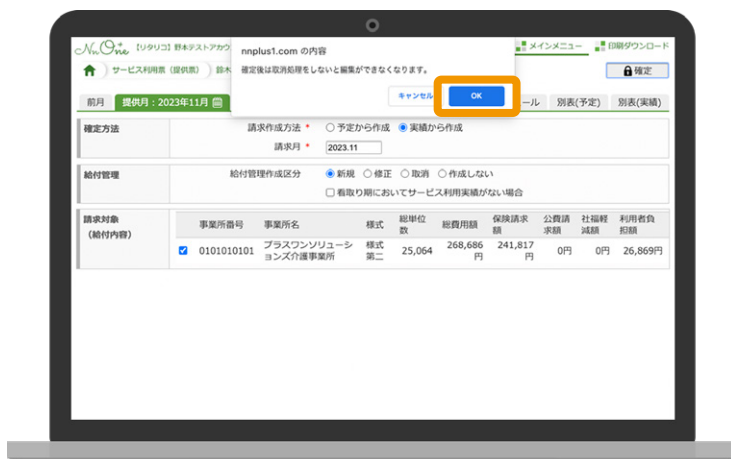 NnOne 【リタリコ】野本テストアカウ
メインメニュー 印刷ダウンロード
nnplus1.com の内容
確定後は取消処理をしないと編集ができなくなります。
キャンセル OK
サービス利用票（提供票） 鈴木
確定
前月 提供月：2023年11月 ール 別表(予定) 別表(実績)
確定方法 請求作成方法 * 予定から作成 実績から作成
請求月 * 2023.11
給付管理 給付管理作成区分 新規 修正 取消 作成しない
看取り期においてサービス利用実績がない場合
請求対象
（給付内容）
事業所番号 事業所名 様式 総単位数 総費用額 保険請求額 公費請求額 社福軽減額 利用者負担額
0101010101 プラスワンソリューションズ介護事業所 様式第二 25,064 268,686円 241,817円 0円 0円 26,869円